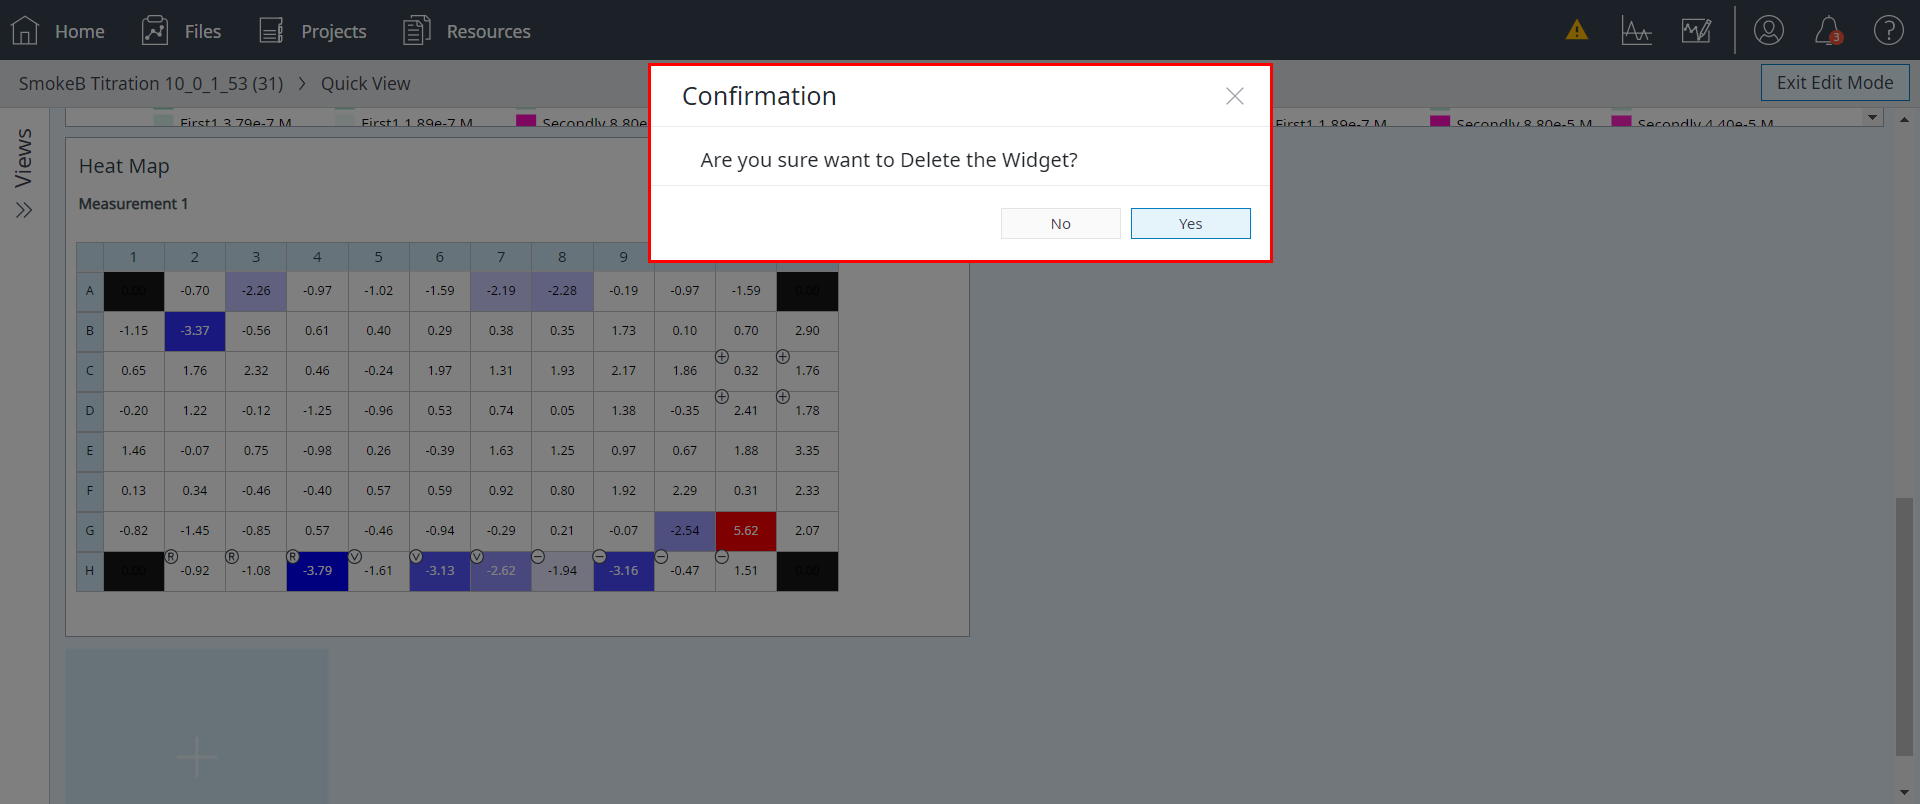 Home Files Projects Resources 3
SmokeB Titration 10_0_1_53 (31) > Quick View Exit Edit Mode
Confirmation
Are you sure want to Delete the Widget?
No Yes
Views
First1 3.79e-7 M First1 1.89e-7 M Secondly 8.80e First1 1.89e-7 M Secondly 8.80e-5 M Secondly 4.40e-5 M
Heat Map
Measurement 1
1 2 3 4 5 6 7 8 9
A 0.00 -0.70 -2.26 -0.97 -1.02 -1.59 -2.19 -2.28 -0.19 -0.97 -1.59 0.00
B -1.15 -3.37 -0.56 0.61 0.40 0.29 0.38 0.35 1.73 0.10 0.70 2.90
C 0.65 1.76 2.32 0.46 -0.24 1.97 1.31 1.93 2.17 1.86 0.32 1.76
D -0.20 1.22 -0.12 -1.25 -0.96 0.53 0.74 0.05 1.38 -0.35 2.41 1.78
E 1.46 -0.07 0.75 -0.98 0.26 -0.39 1.63 1.25 0.97 0.67 1.88 3.35
F 0.13 0.34 -0.46 -0.40 0.57 0.59 0.92 0.80 1.92 2.29 0.31 2.33
G -0.82 -1.45 -0.85 0.57 -0.46 -0.94 -0.29 0.21 -0.07 -2.54 5.62 2.07
R R R V V
H 0.00 -0.92 -1.08 -3.79 -1.61 -3.13 -2.62 -1.94 -3.16 -0.47 1.51 0.00